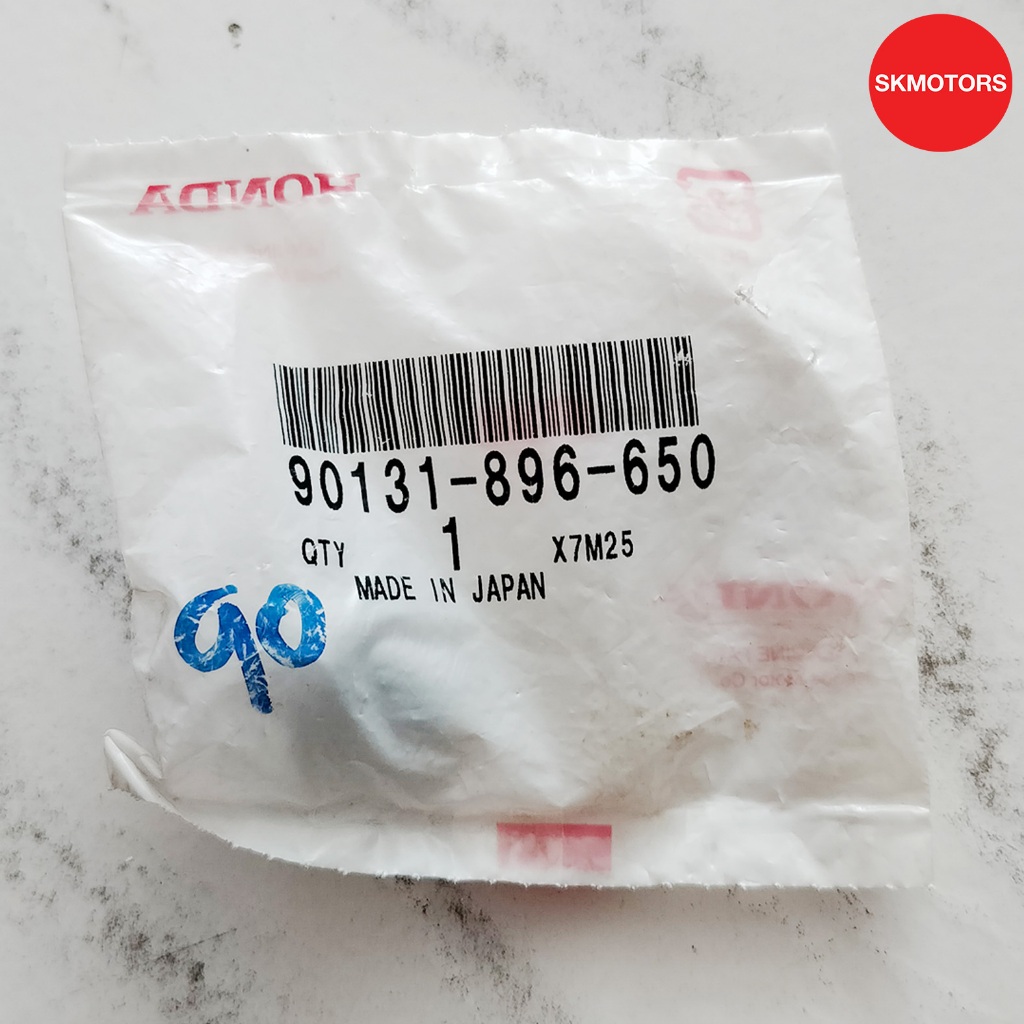 SKMOTORS
HONDA
90131-896-650
QTY 1 X7M25
MADE IN JAPAN
90